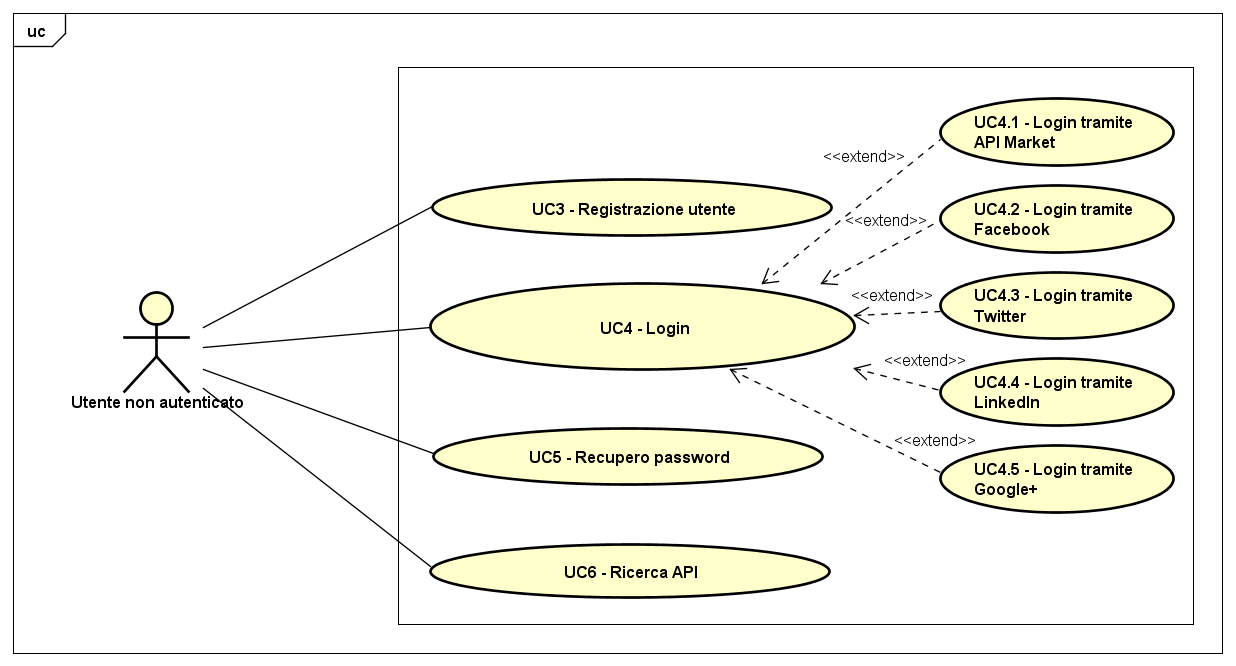 uc
UC4.1 - Login tramite
API Market
<<extend>>
UC3 - Registrazione utente
<<extend>>
UC4.2 - Login tramite
Facebook
<<extend>>
UC4.3 - Login tramite
Twitter
UC4 - Login
<<extend>>
UC4.4 - Login tramite
LinkedIn
Utente non autenticato
<<extend>>
UC5 - Recupero password
UC4.5 - Login tramite
Google+
UC6 - Ricerca API